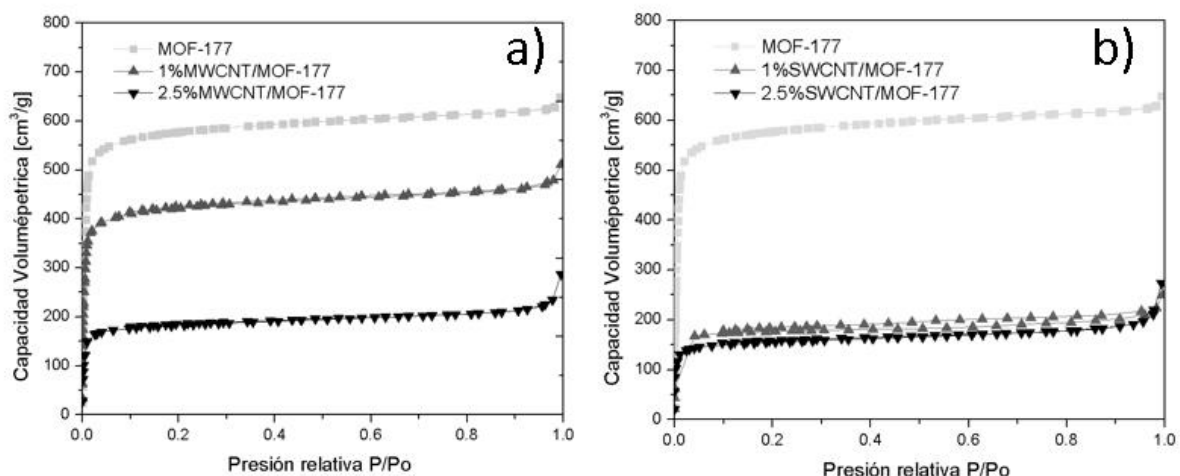 a)
MOF-177
1%MWCNT/MOF-177
2.5%MWCNT/MOF-177
Capacidad Volumépetrica [cm³/g]
800
700
600
500
400
300
200
100
0
0.0 0.2 0.4 0.6 0.8 1.0
Presión relativa P/Po
b)
MOF-177
1%SWCNT/MOF-177
2.5%SWCNT/MOF-177
Capacidad Volumépetrica [cm³/g]
800
700
600
500
400
300
200
100
0
0.0 0.2 0.4 0.6 0.8 1.0
Presión relativa P/Po